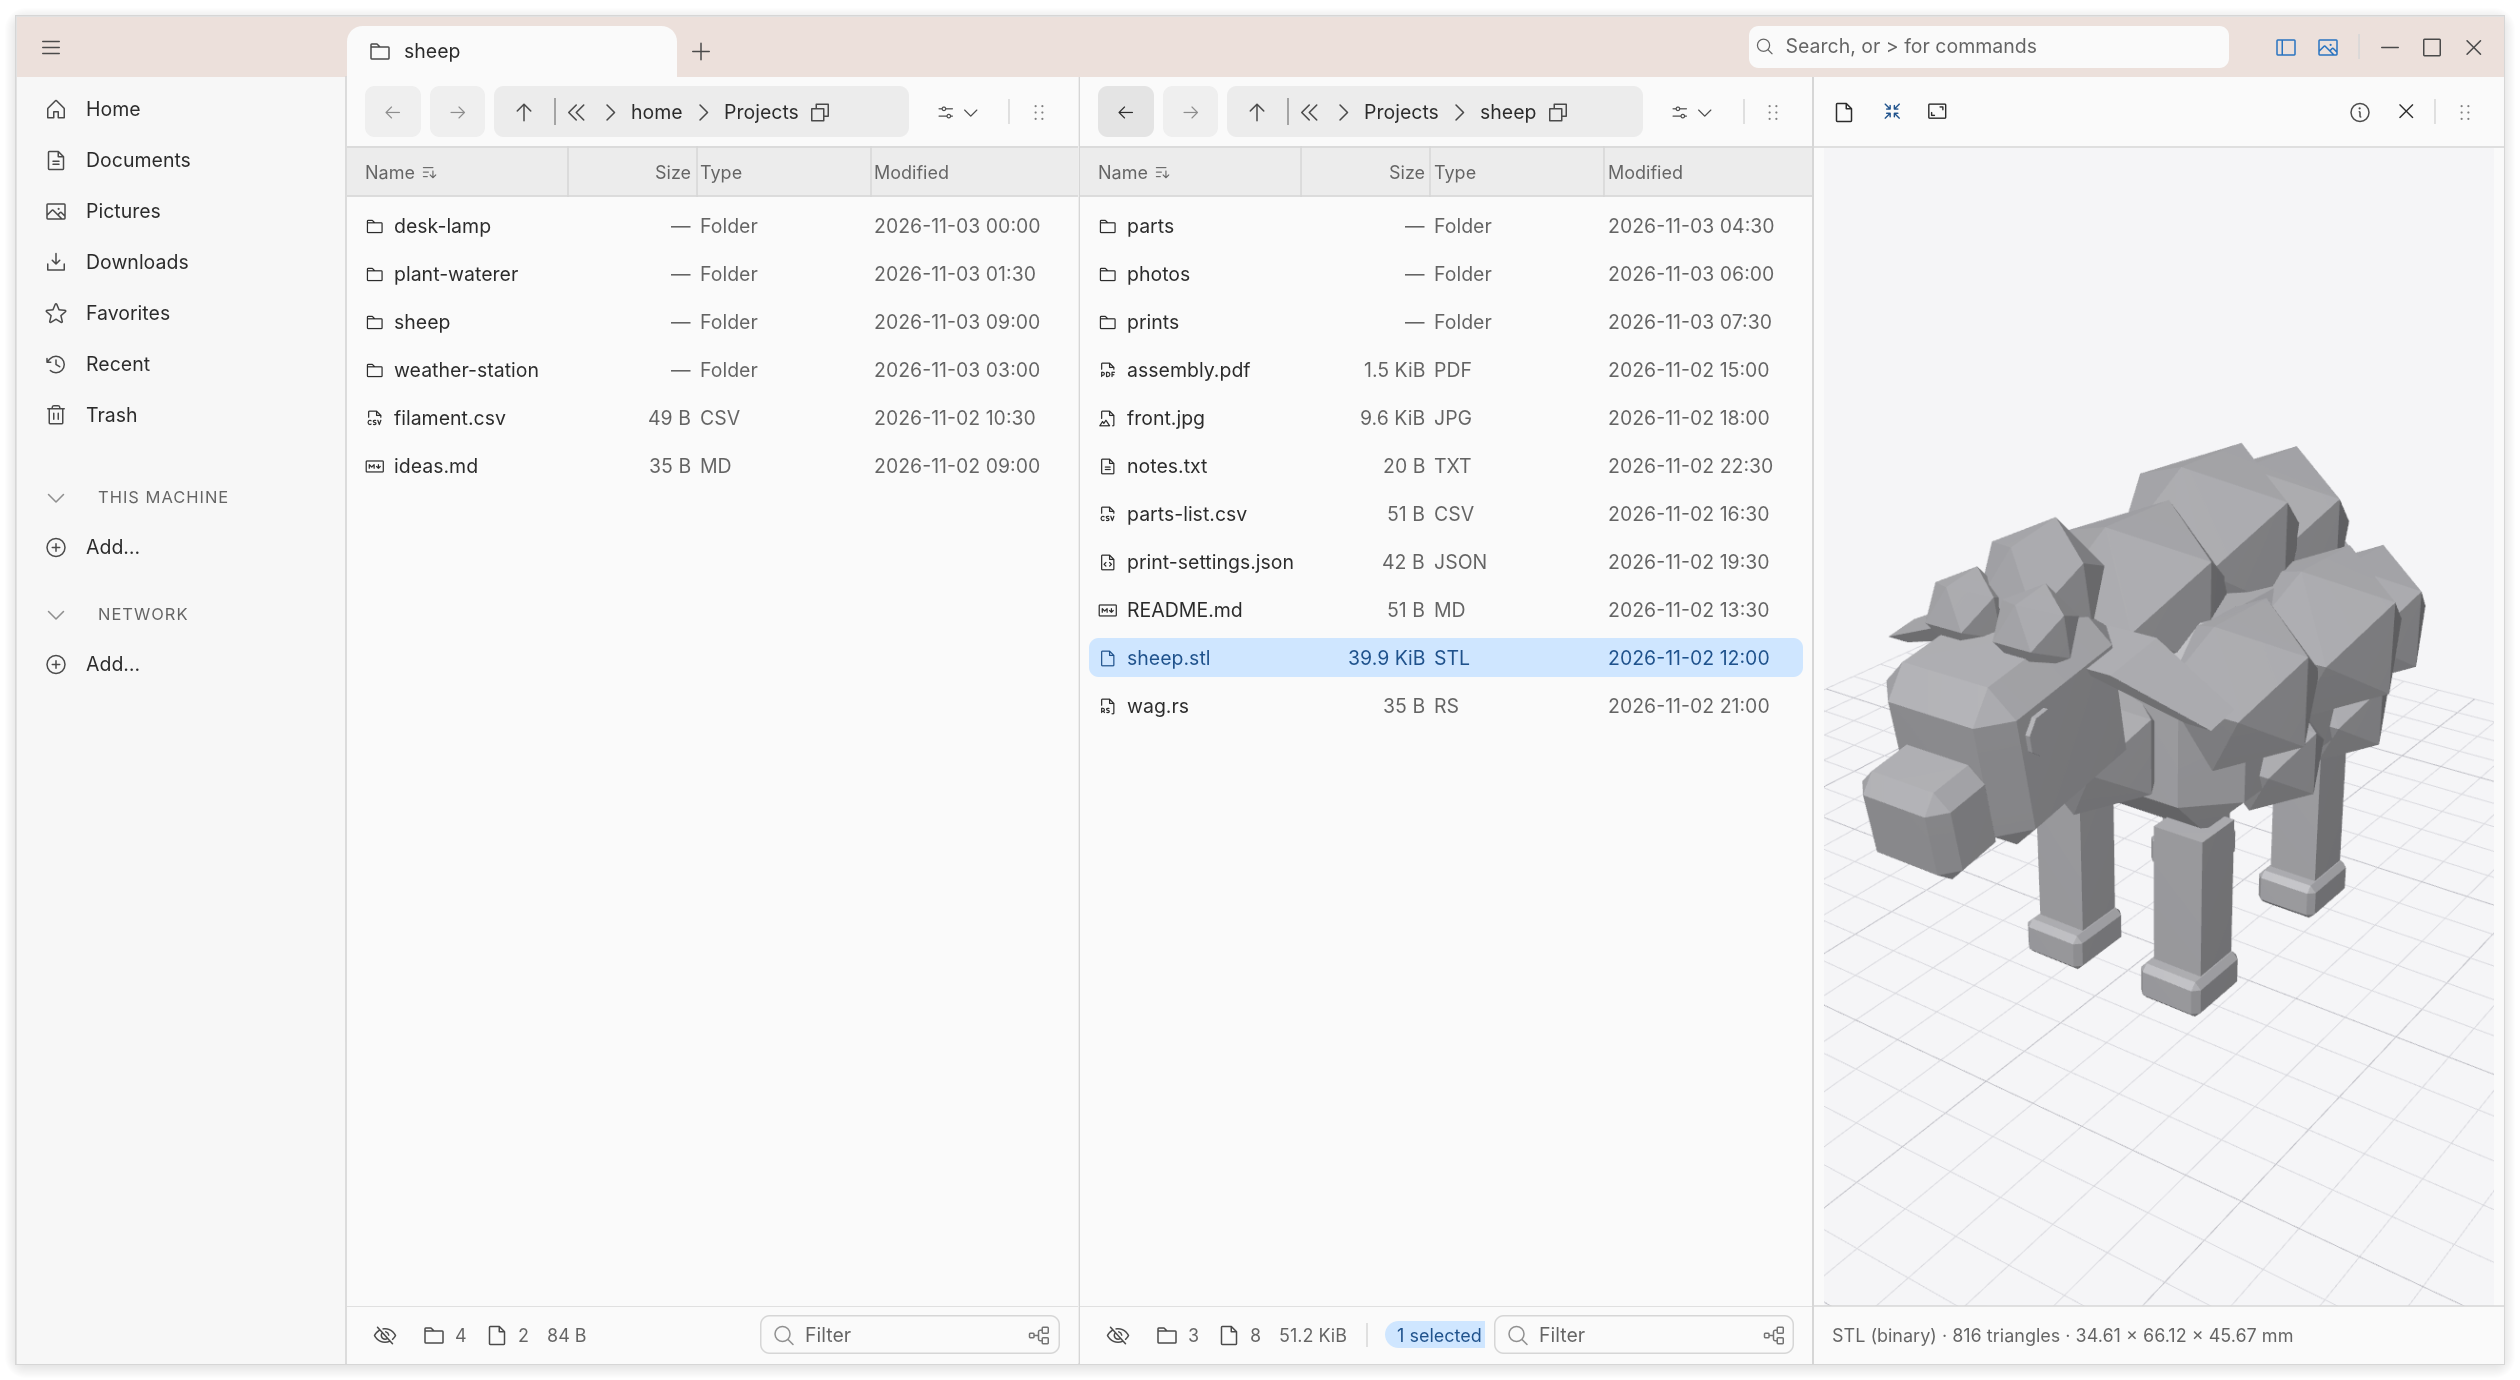 sheep
Search, or > for commands
Home
Documents
Pictures
Downloads
Favorites
Recent
Trash
THIS MACHINE
Add...
NETWORK
Add...
home Projects
Name Size Type Modified
desk-lamp — Folder 2026-11-03 00:00
plant-waterer — Folder 2026-11-03 01:30
sheep — Folder 2026-11-03 09:00
weather-station — Folder 2026-11-03 03:00
filament.csv 49 B CSV 2026-11-02 10:30
ideas.md 35 B MD 2026-11-02 09:00
4 2 84 B Filter
Projects sheep
Name Size Type Modified
parts — Folder 2026-11-03 04:30
photos — Folder 2026-11-03 06:00
prints — Folder 2026-11-03 07:30
assembly.pdf 1.5 KiB PDF 2026-11-02 15:00
front.jpg 9.6 KiB JPG 2026-11-02 18:00
notes.txt 20 B TXT 2026-11-02 22:30
parts-list.csv 51 B CSV 2026-11-02 16:30
print-settings.json 42 B JSON 2026-11-02 19:30
README.md 51 B MD 2026-11-02 13:30
sheep.stl 39.9 KiB STL 2026-11-02 12:00
wag.rs 35 B RS 2026-11-02 21:00
3 8 51.2 KiB 1 selected Filter
STL (binary) · 816 triangles · 34.61 × 66.12 × 45.67 mm